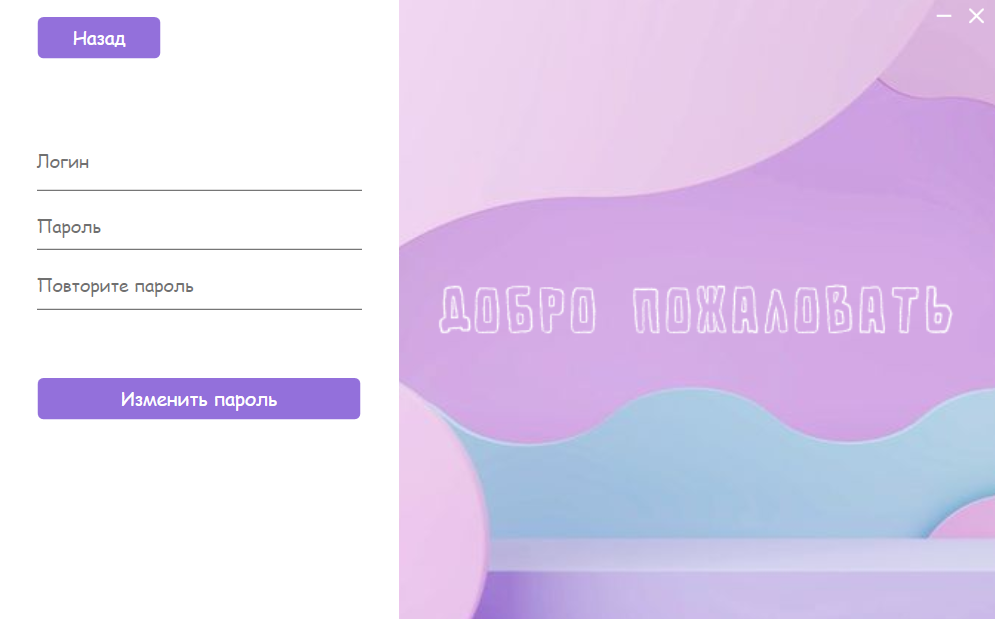 Назад
Логин
Пароль
Повторите пароль
Изменить пароль
ДОБРО ПОЖАЛОВАТЬ